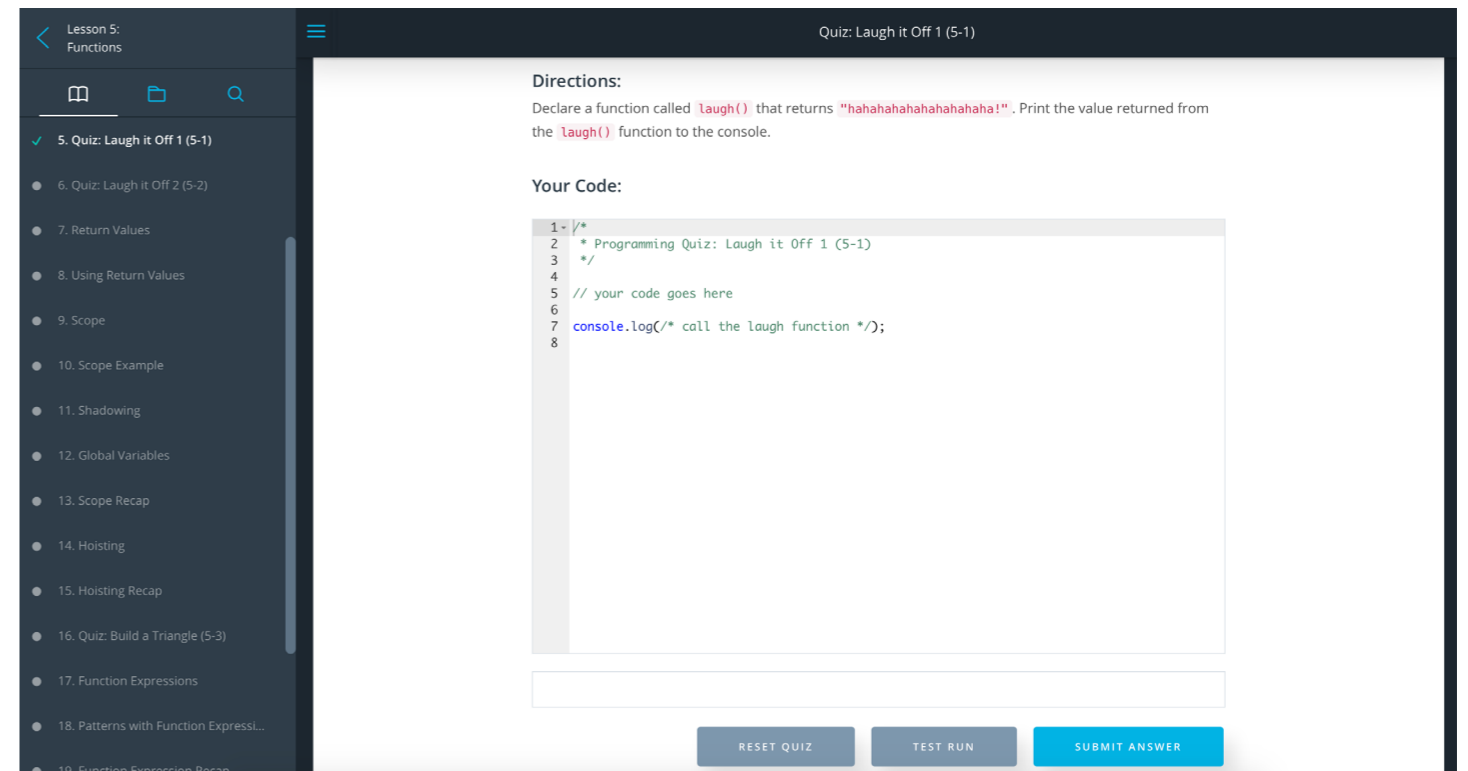 Lesson 5:
Functions
Quiz: Laugh it Off 1 (5-1)
5. Quiz: Laugh it Off 1 (5-1)
6. Quiz: Laugh it Off 2 (5-2)
7. Return Values
8. Using Return Values
9. Scope
10. Scope Example
11. Shadowing
12. Global Variables
13. Scope Recap
14. Hoisting
15. Hoisting Recap
16. Quiz: Build a Triangle (5-3)
17. Function Expressions
18. Patterns with Function Expressi...
19. Function Expression Recap
Directions:
Declare a function called laugh() that returns "hahahahahahahahahaha!" . Print the value returned from
the laugh() function to the console.
Your Code:
1 /*
2 * Programming Quiz: Laugh it Off 1 (5-1)
3 */
4
5 // your code goes here
6
7 console.log(/* call the laugh function */);
8
RESET QUIZ
TEST RUN
SUBMIT ANSWER